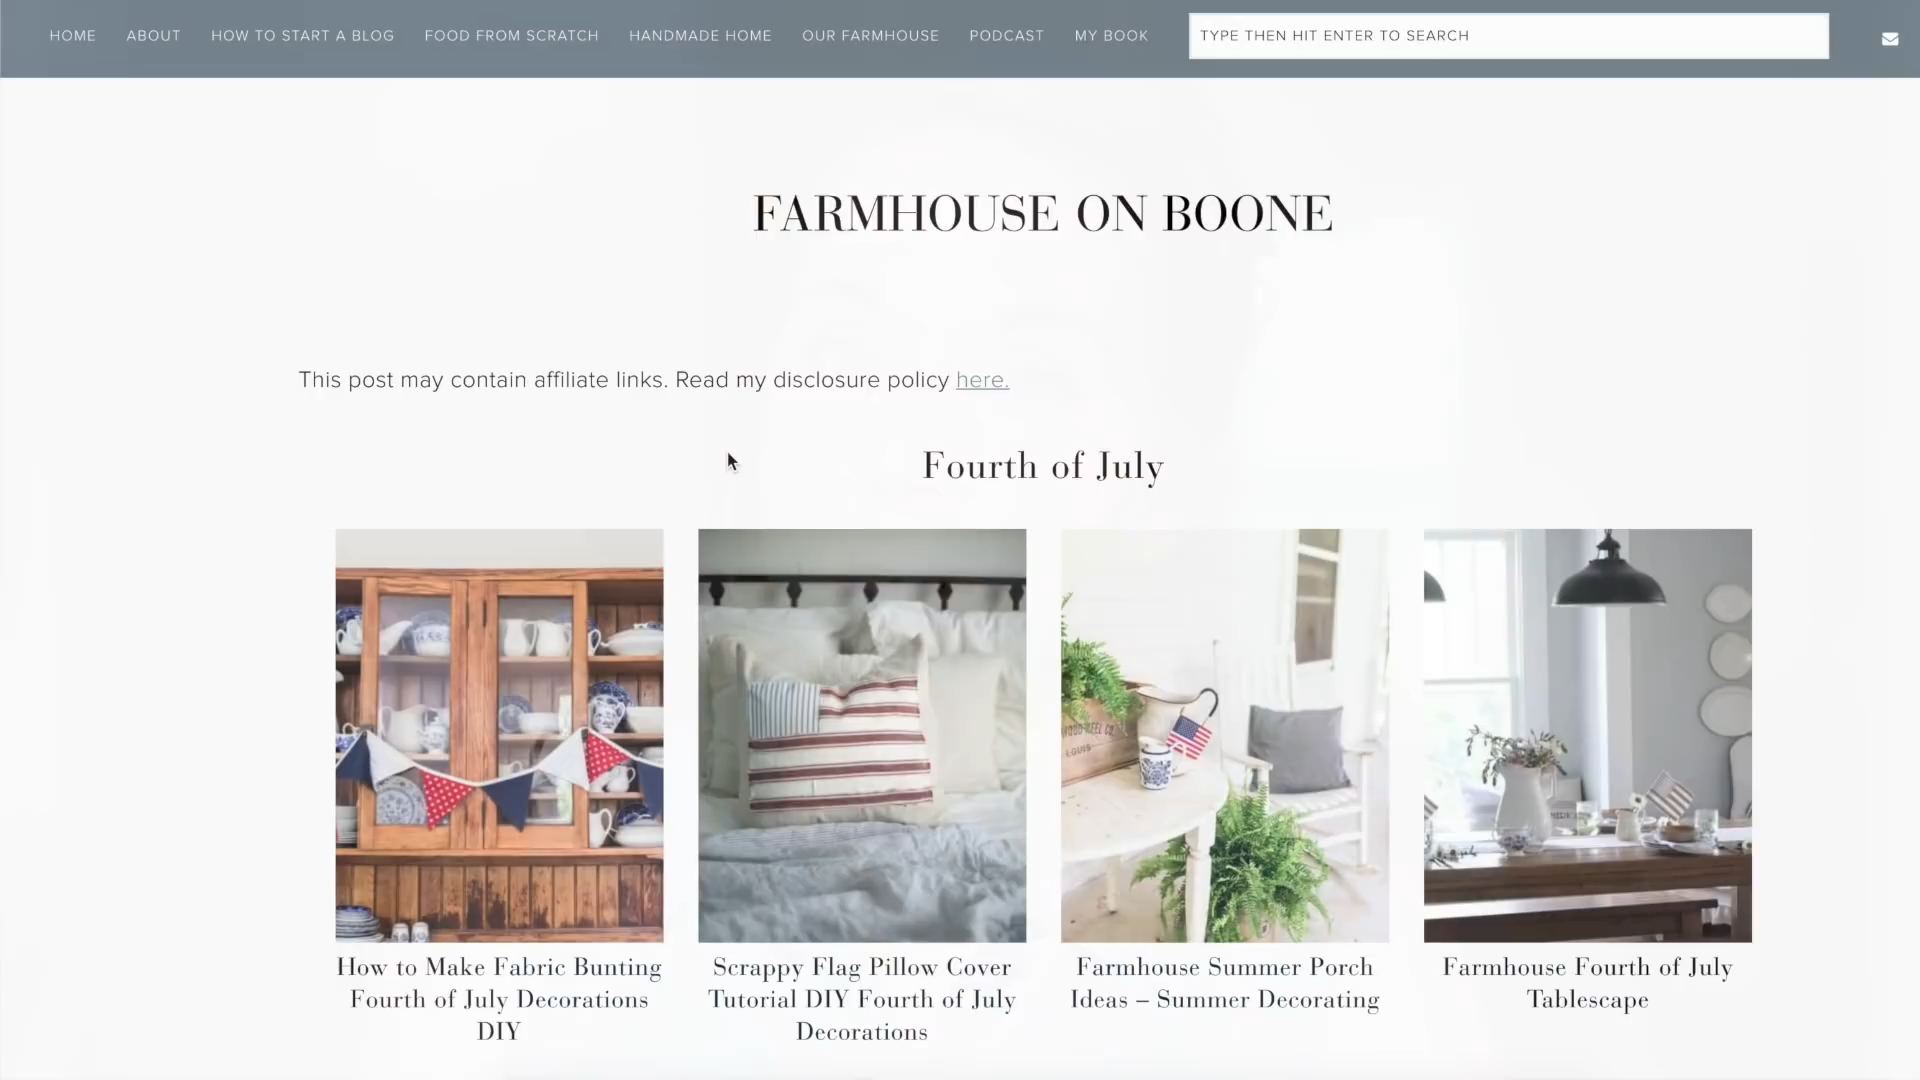 HOME ABOUT HOW TO START A BLOG FOOD FROM SCRATCH HANDMADE HOME OUR FARMHOUSE PODCAST MY BOOK TYPE THEN HIT ENTER TO SEARCH
FARMHOUSE ON BOONE
This post may contain affiliate links. Read my disclosure policy here.
Fourth of July
How to Make Fabric Bunting
Fourth of July Decorations
DIY
Scrappy Flag Pillow Cover
Tutorial DIY Fourth of July
Decorations
Farmhouse Summer Porch
Ideas – Summer Decorating
Farmhouse Fourth of July
Tablescape